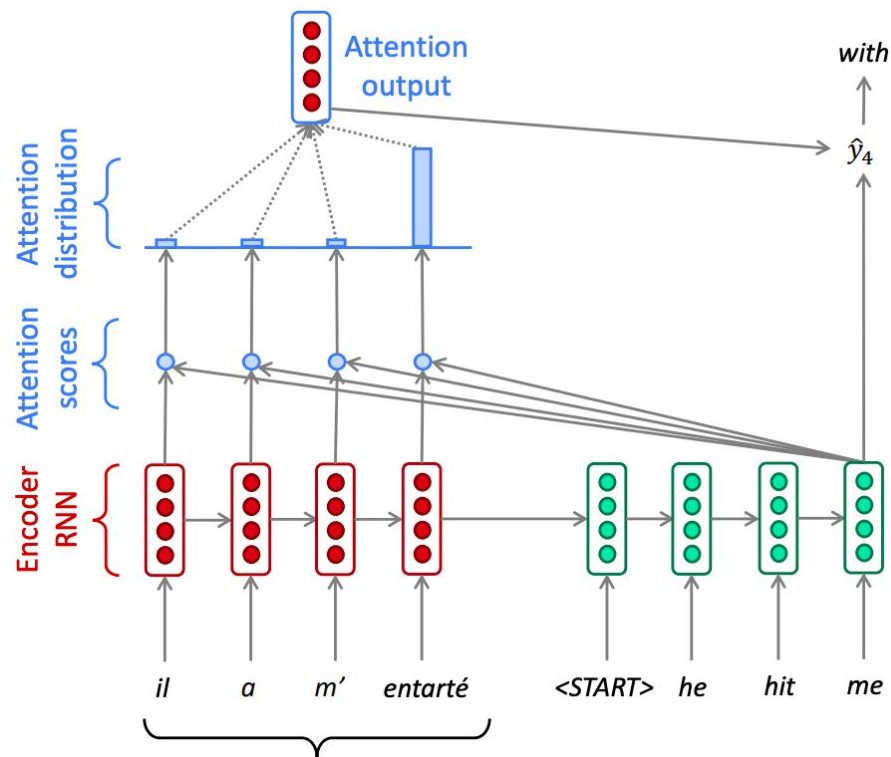 Attention
output
with
Attention
distribution
ŷ₄
Attention
scores
Encoder
RNN
il a m’ entarté <START> he hit me